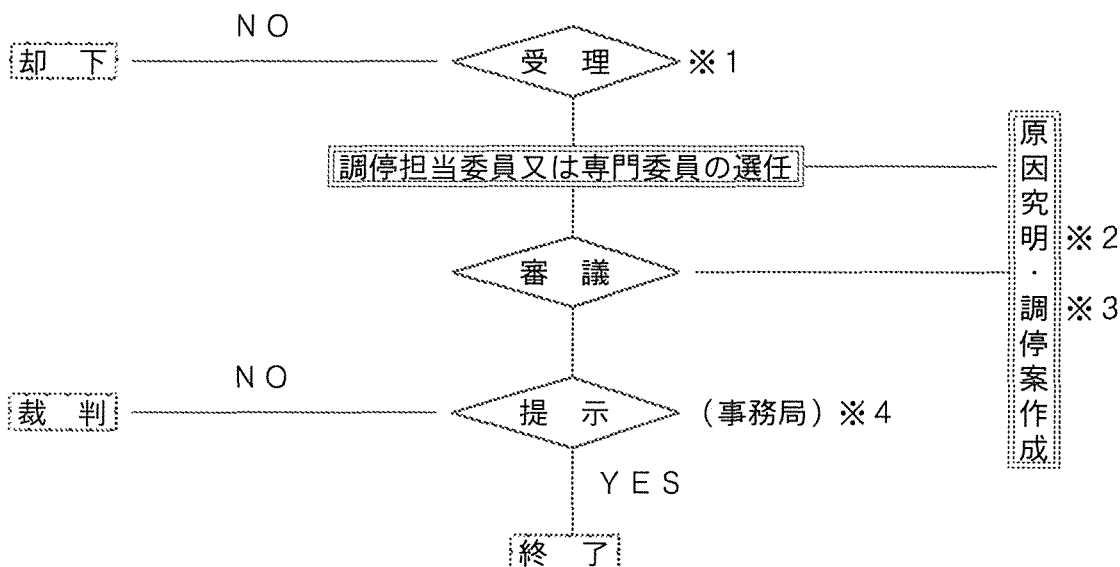 NO
却 下
受 理 ※1
調停担当委員又は専門委員の選任
原因究明・調停案作成
※2
※3
審 議
NO
裁 判
提 示 (事務局)※4
YES
終 了